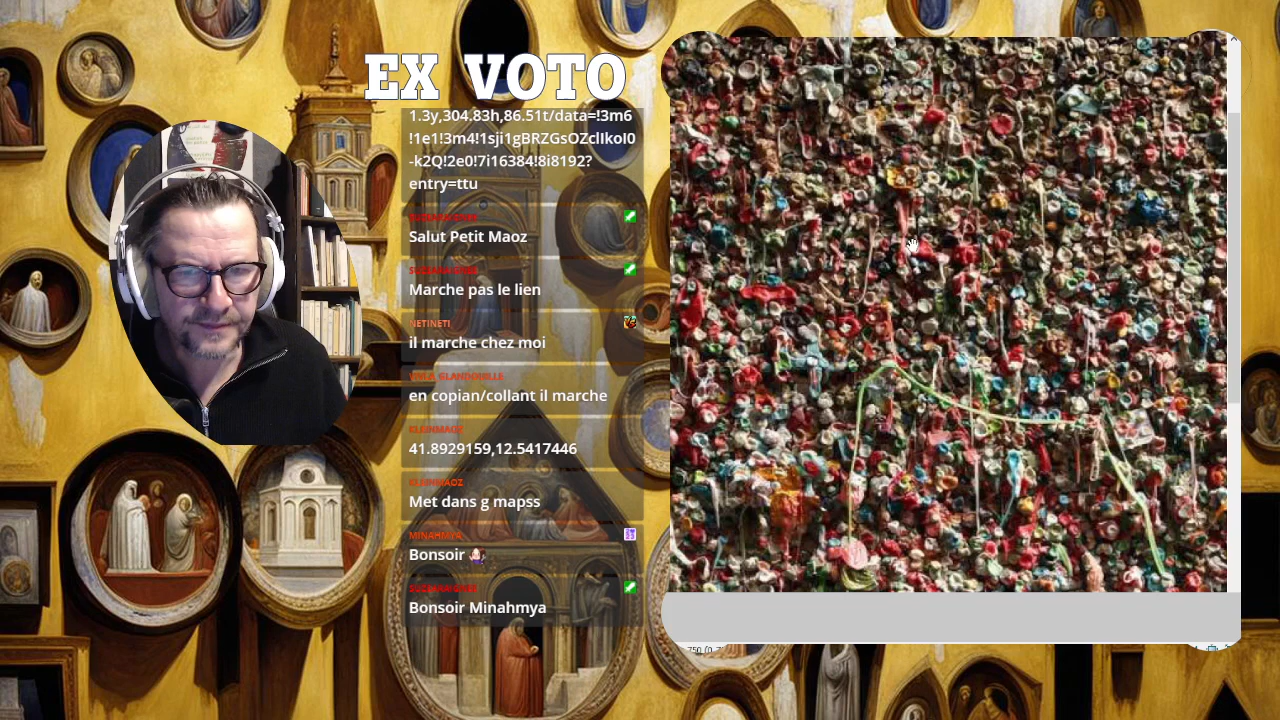 EX VOTO
1.3y,304.83h,86.51t/data=!3m6
!1e1!3m4!1sji1gBRZGsOZclIkoI0
-k2Q!2e0!7i16384!8i8192?
entry=ttu
Salut Petit Maoz
Marche pas le lien
NETINETI
il marche chez moi
en copian/collant il marche
41.8929159,12.5417446
Met dans g mapss
MINAHMYA
Bonsoir
Bonsoir Minahmya